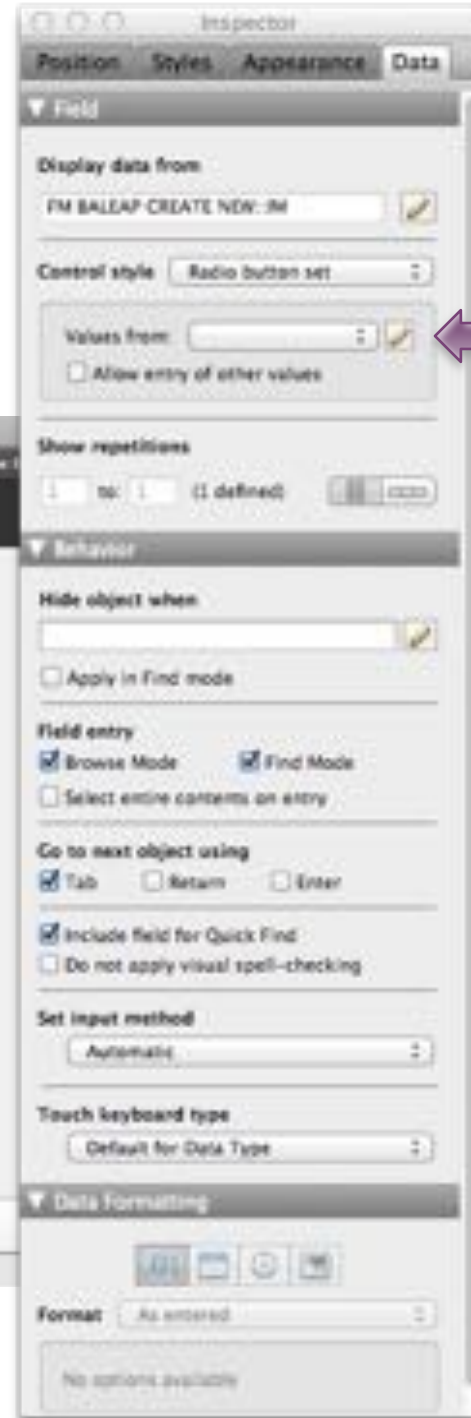 Inspector
Position Styles Appearance Data
Field
Display data from
FM BALEAP CREATE NEW::IM
Control style Radio button set
Values from:
Allow entry of other values
Show repetitions
1 to: 1 (1 defined)
Behavior
Hide object when
Apply in Find mode
Field entry
Browse Mode Find Mode
Select entire contents on entry
Go to next object using
Tab Return Enter
Include field for Quick Find
Do not apply visual spell-checking
Set input method
Automatic
Touch keyboard type
Default for Data Type
Data Formatting
Format As entered
No options available